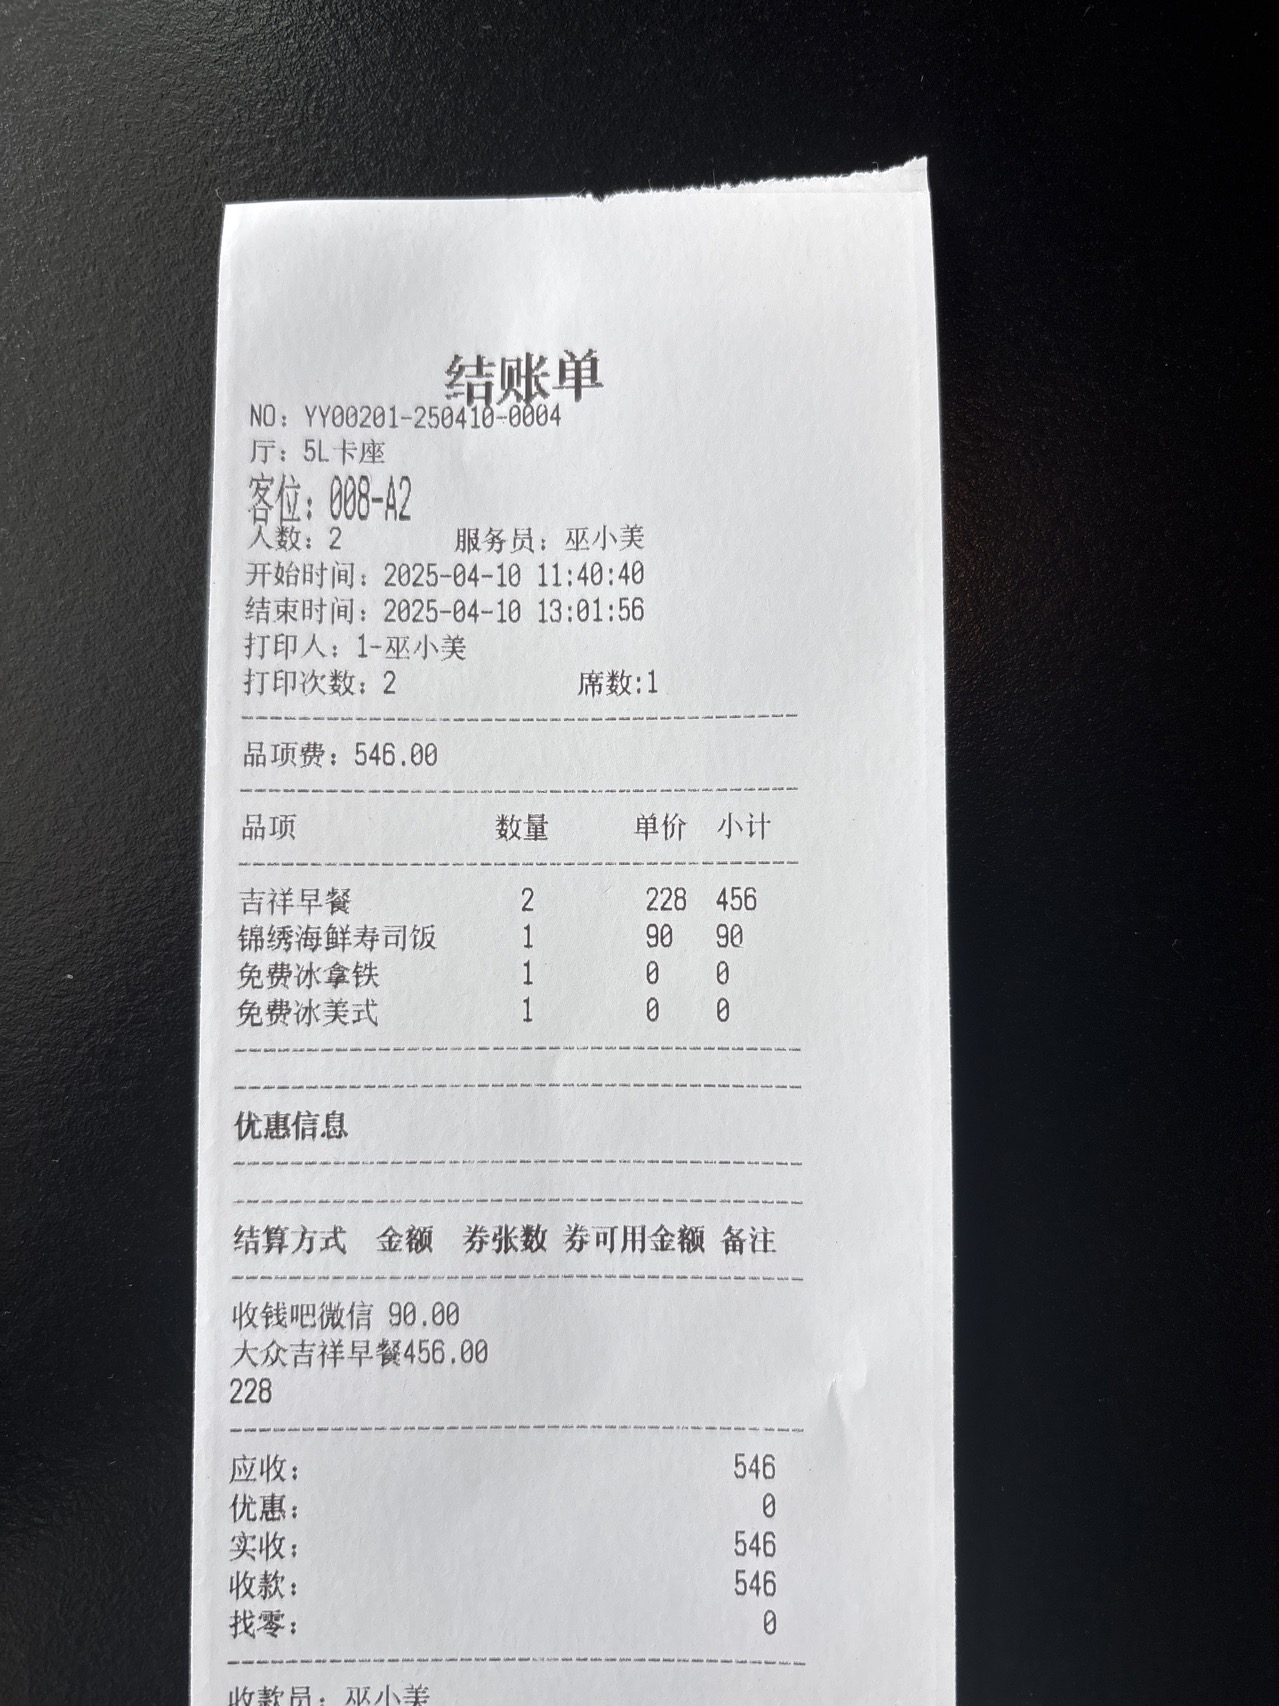 结账单
NO: YY00201-250410-0004
厅: 5L卡座
客位: 008-A2
人数: 2 服务员: 巫小美
开始时间: 2025-04-10 11:40:40
结束时间: 2025-04-10 13:01:56
打印人: 1-巫小美
打印次数: 2 席数:1
品项费: 546.00
品项 数量 单价 小计
吉祥早餐 2 228 456
锦绣海鲜寿司饭 1 90 90
免费冰拿铁 1 0 0
免费冰美式 1 0 0
优惠信息
结算方式 金额 券张数 券可用金额 备注
收钱吧微信 90.00
大众吉祥早餐456.00
228
应收: 546
优惠: 0
实收: 546
收款: 546
找零: 0
收款员: 巫小美